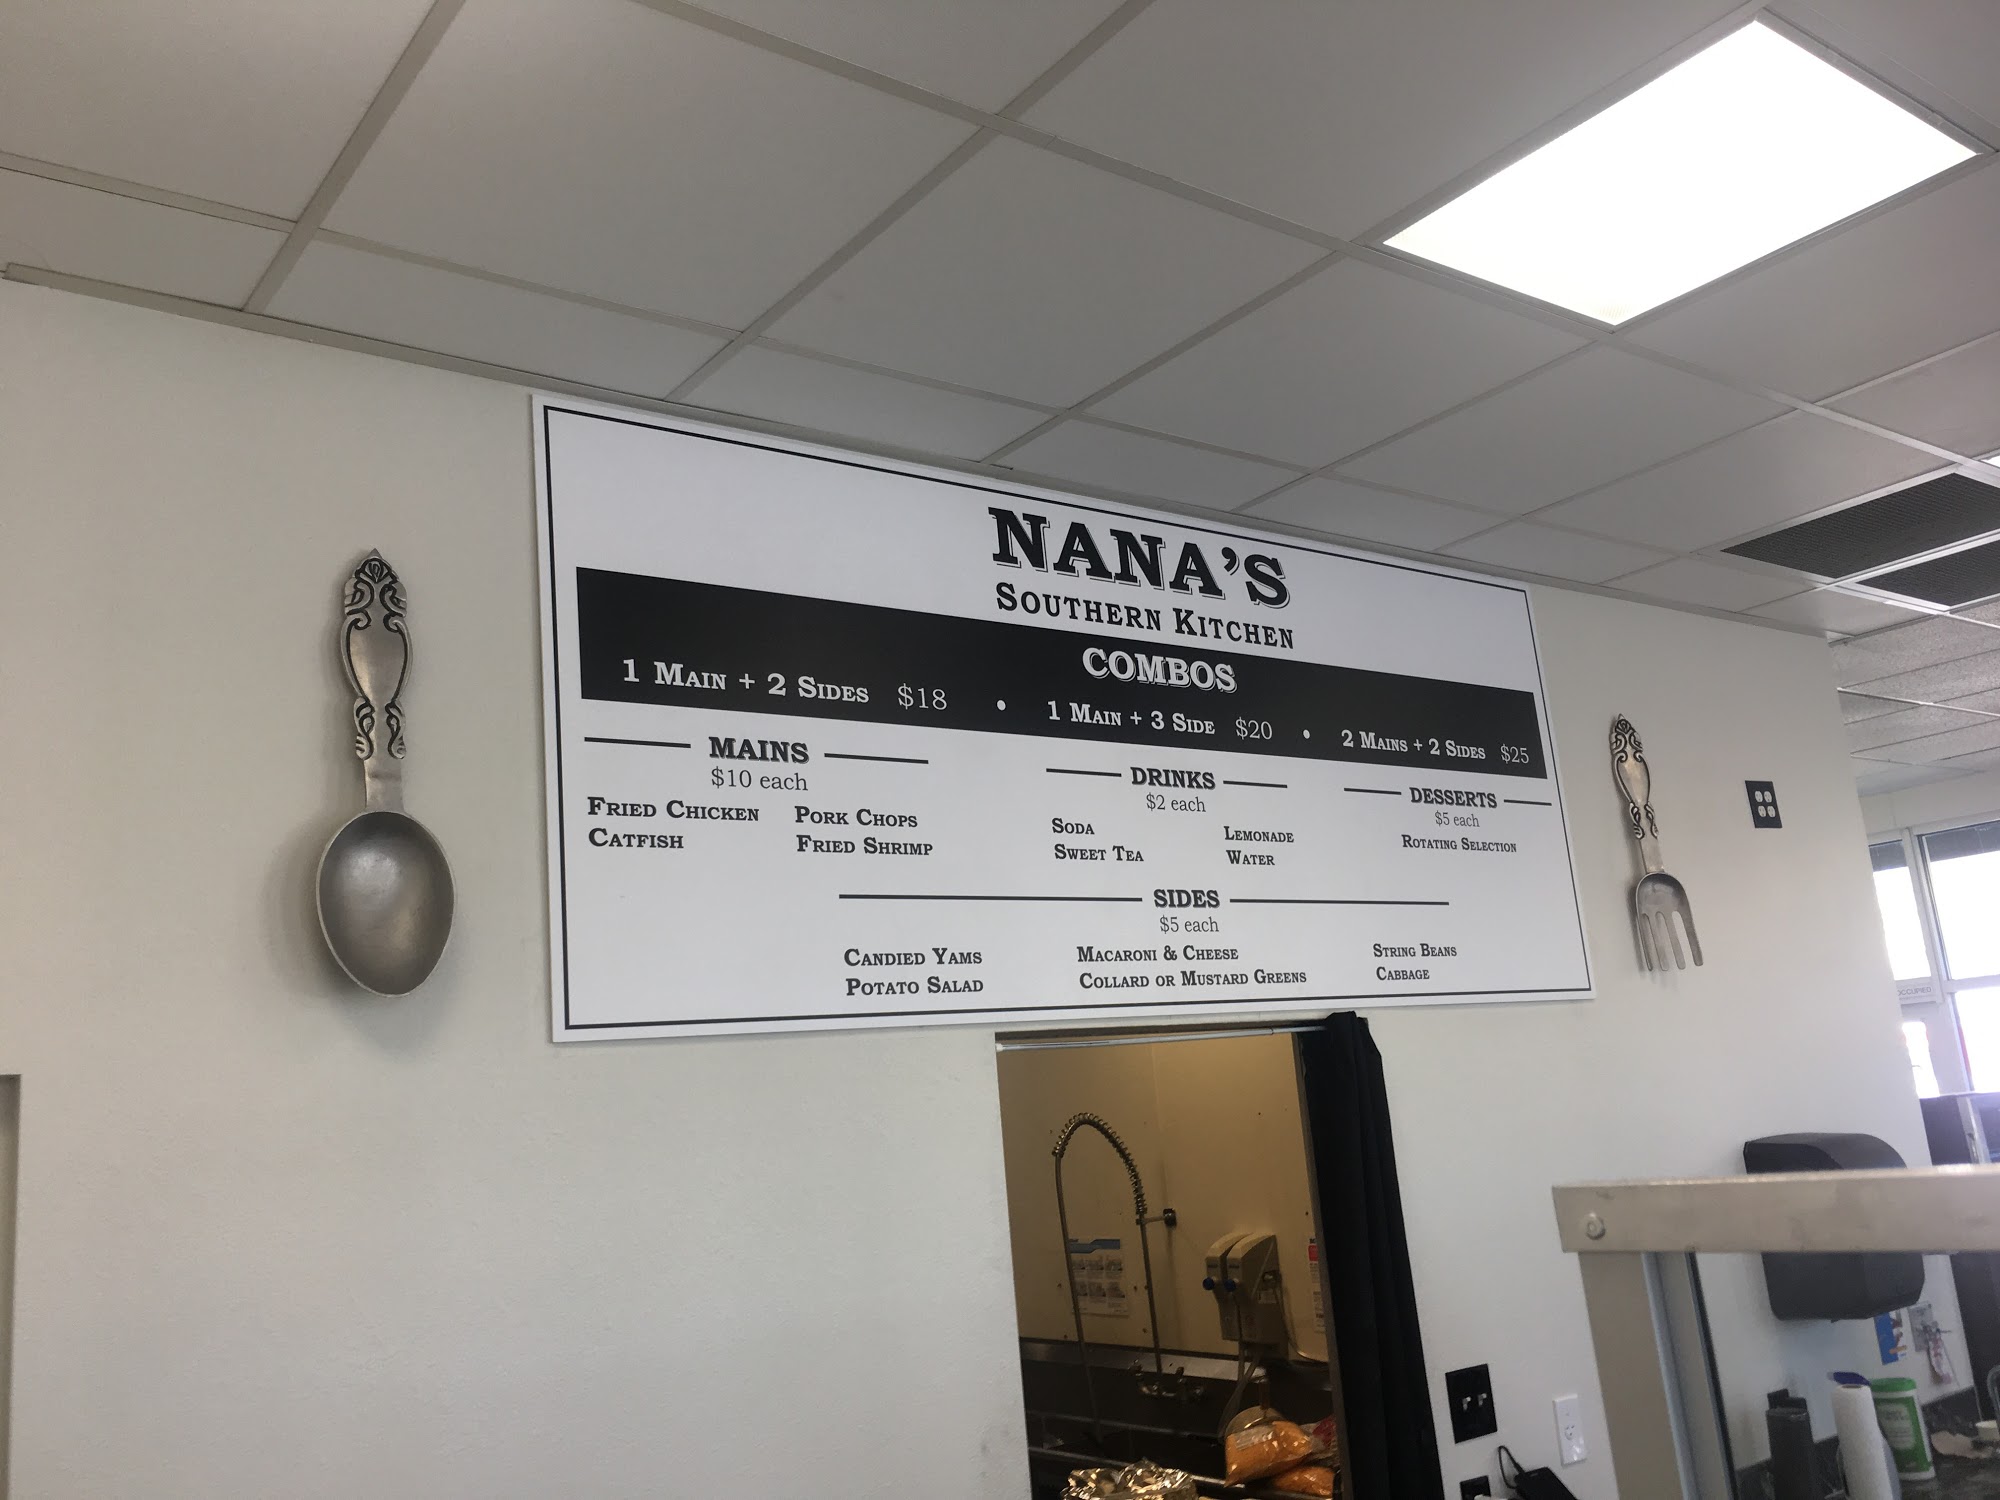 NANA'S
SOUTHERN KITCHEN
COMBOS
1 MAIN + 2 SIDES $18 • 1 MAIN + 3 SIDE $20 • 2 MAINS + 2 SIDES $25
MAINS
$10 each
FRIED CHICKEN PORK CHOPS
CATFISH FRIED SHRIMP
DRINKS
$2 each
SODA LEMONADE
SWEET TEA WATER
DESSERTS
$5 each
ROTATING SELECTION
SIDES
$5 each
CANDIED YAMS MACARONI & CHEESE STRING BEANS
POTATO SALAD COLLARD OR MUSTARD GREENS CABBAGE
OCCUPIED